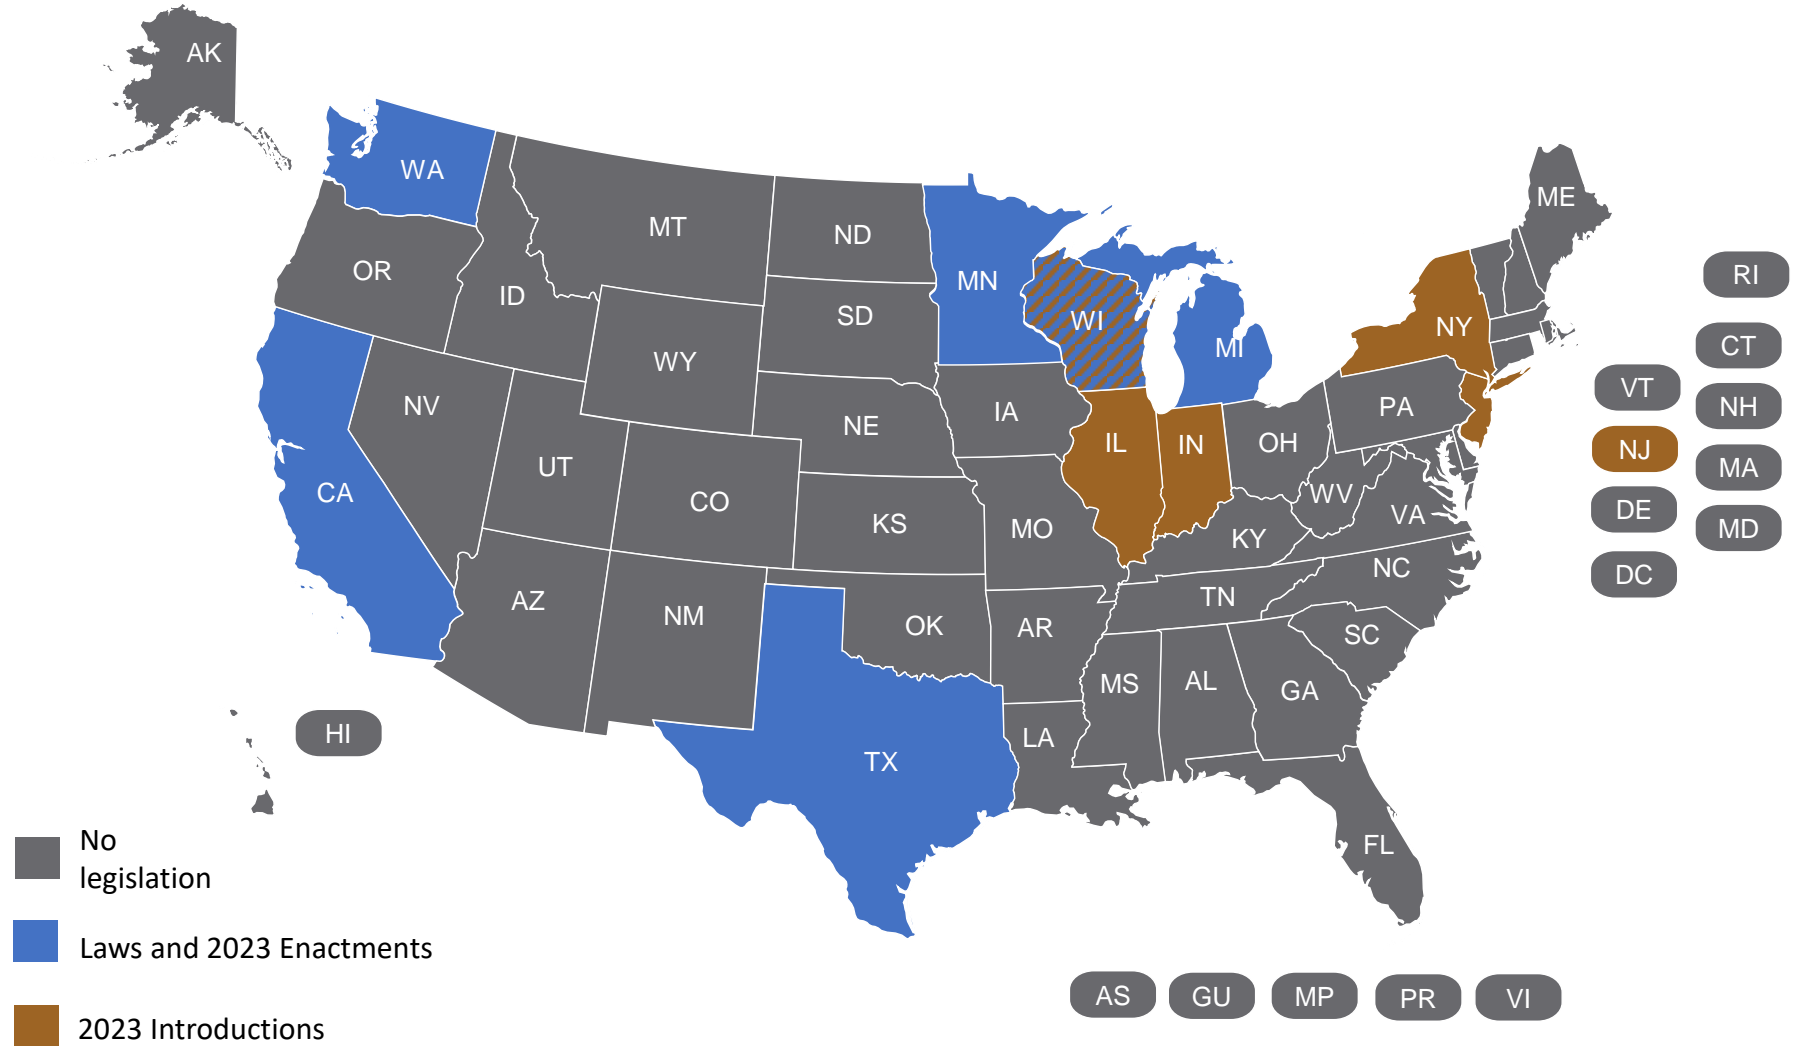 AK
WA
MT
ND
MN
ME
OR
ID
SD
WI
MI
NY
RI
WY
CT
VT
NH
NV
NE
IA
IL
IN
OH
PA
NJ
MA
UT
CO
KS
MO
WV
VA
DE
MD
CA
KY
NC
DC
AZ
NM
OK
AR
TN
SC
MS
AL
GA
HI
TX
LA
FL
No
legislation
Laws and 2023 Enactments
2023 Introductions
AS
GU
MP
PR
VI